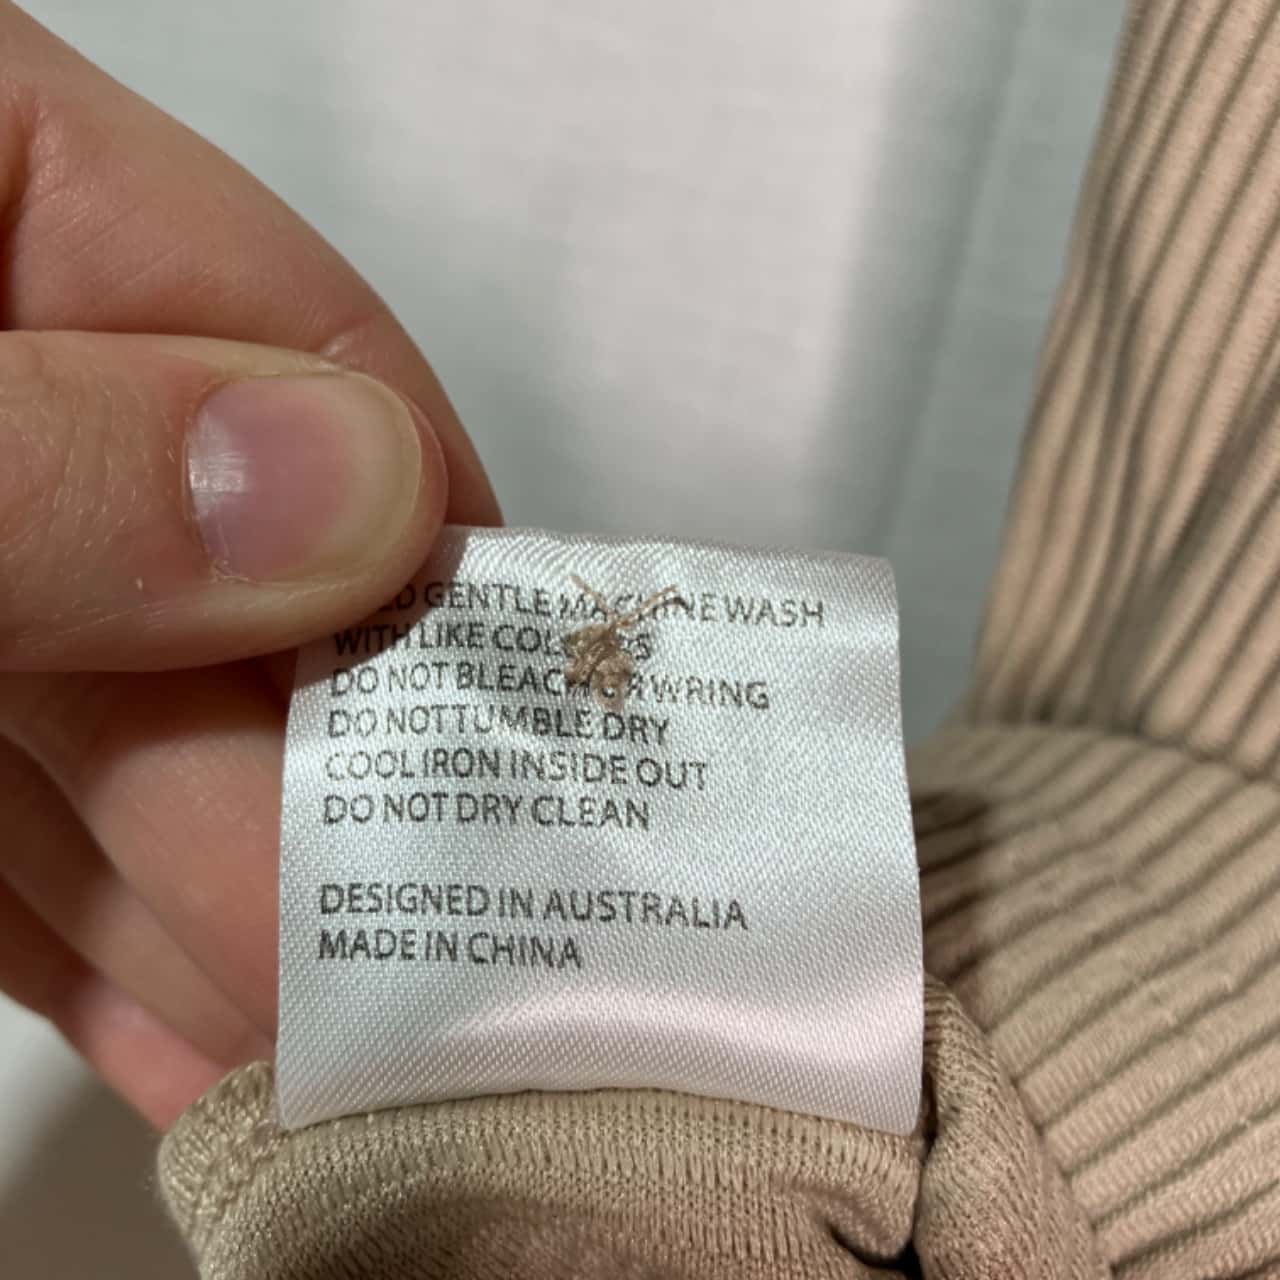 GENTLE MACHINE WASH
WITH LIKE COLOURS
DO NOT BLEACH OR WRING
DO NOT TUMBLE DRY
COOL IRON INSIDE OUT
DO NOT DRY CLEAN
DESIGNED IN AUSTRALIA
MADE IN CHINA